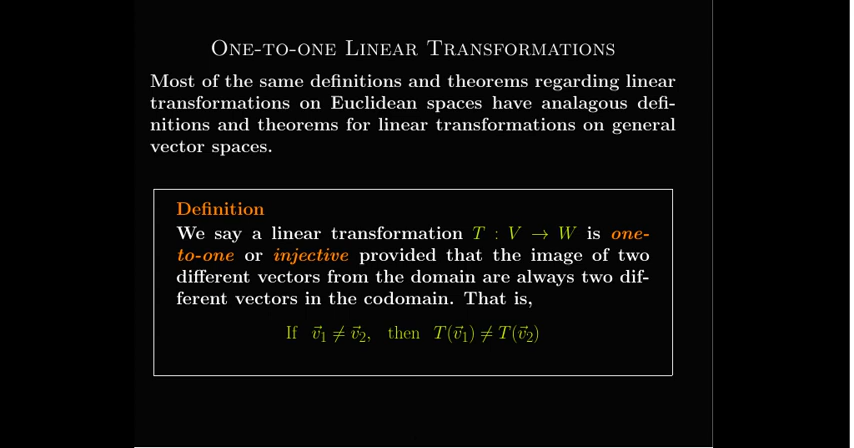 One-to-one Linear Transformations
Most of the same definitions and theorems regarding linear
transformations on Euclidean spaces have analagous defi-
nitions and theorems for linear transformations on general
vector spaces.
Definition
We say a linear transformation T : V → W is one-
to-one or injective provided that the image of two
different vectors from the domain are always two dif-
ferent vectors in the codomain. That is,
If v⃗₁ ≠ v⃗₂, then T(v⃗₁) ≠ T(v⃗₂)